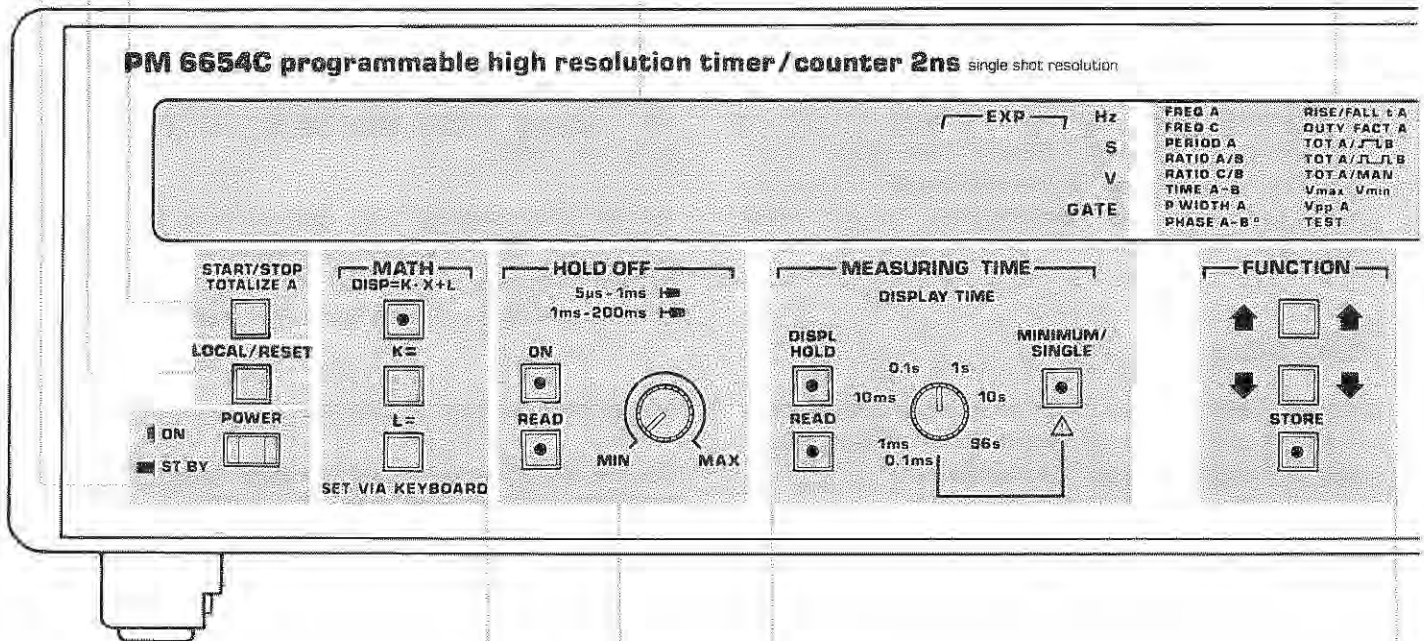 PM 6654C programmable high resolution timer/counter 2ns single shot resolution
EXP
Hz
S
V
GATE
FREQ A
FREQ C
PERIOD A
RATIO A/B
RATIO C/B
TIME A-B
P WIDTH A
PHASE A-B°
RISE/FALL t A
DUTY FACT A
TOT A/ B
TOT A/ B
TOT A/MAN
Vmax Vmin
Vpp A
TEST
START/STOP
TOTALIZE A
LOCAL/RESET
POWER
ON
ST BY
MATH
DISP=K·X+L
K=
L=
SET VIA KEYBOARD
HOLD OFF
5µs-1ms
1ms-200ms
ON
READ
MIN
MAX
MEASURING TIME
DISPLAY TIME
DISPL
HOLD
READ
0.1s
1s
10ms
10s
1ms
96s
0.1ms
MINIMUM/
SINGLE
FUNCTION
STORE